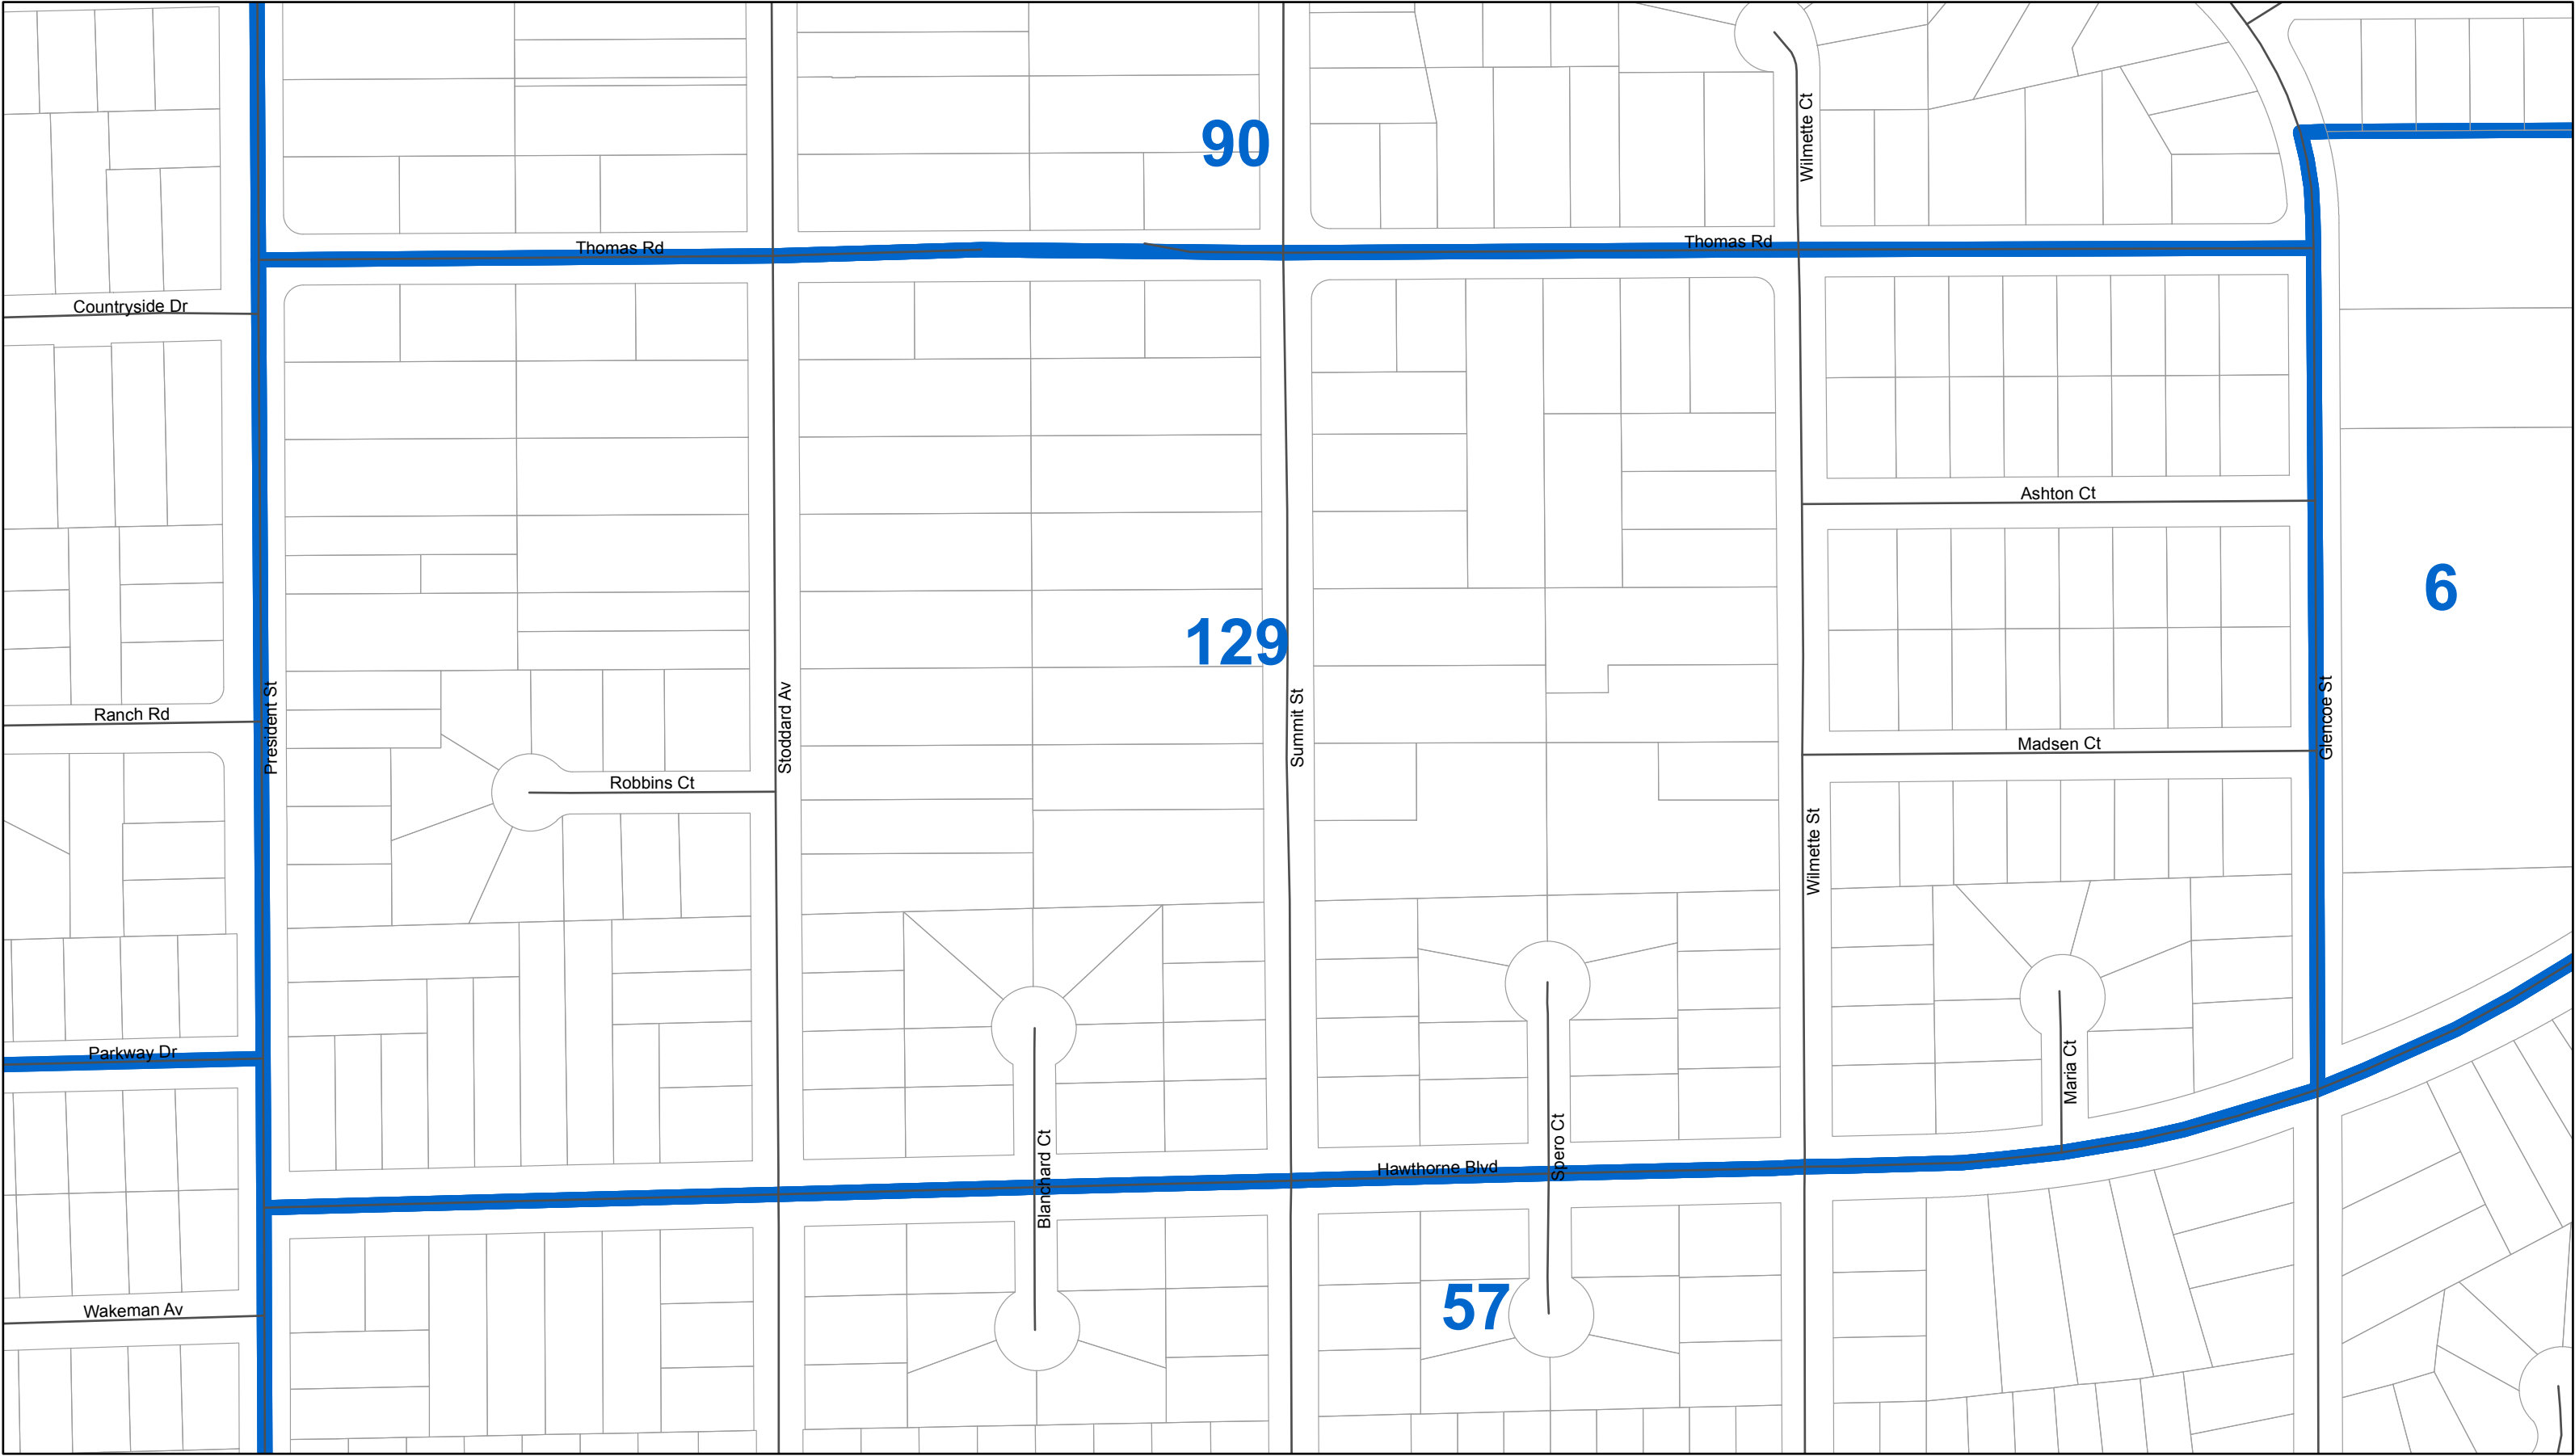 90
Wilmette Ct
Thomas Rd
Thomas Rd
Countryside Dr
Ashton Ct
6
129
President St
Stoddard Av
Summit St
Glencoe St
Ranch Rd
Madsen Ct
Robbins Ct
Wilmette St
Parkway Dr
Maria Ct
Blanchard Ct
Spero Ct
Hawthorne Blvd
Wakeman Av
57